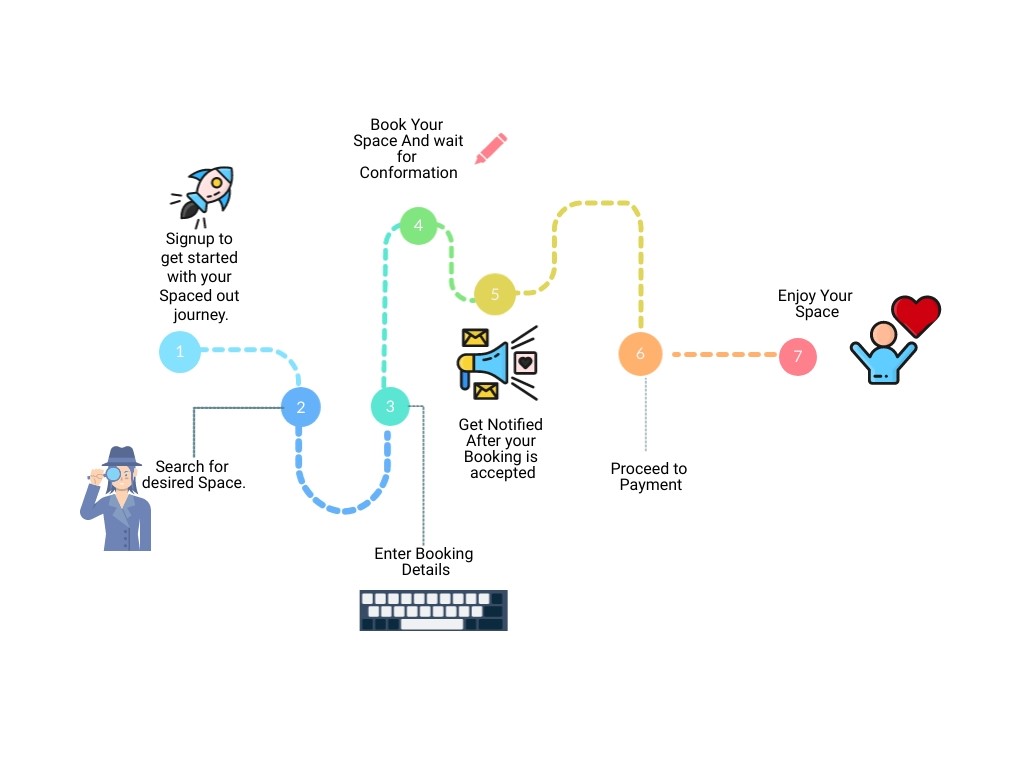 Signup to
get started
with your
Spaced out
journey.
1
2
Search for
desired Space.
3
Enter Booking
Details
Book Your
Space And wait
for
Conformation
4
5
Get Notified
After your
Booking is
accepted
6
Proceed to
Payment
Enjoy Your
Space
7